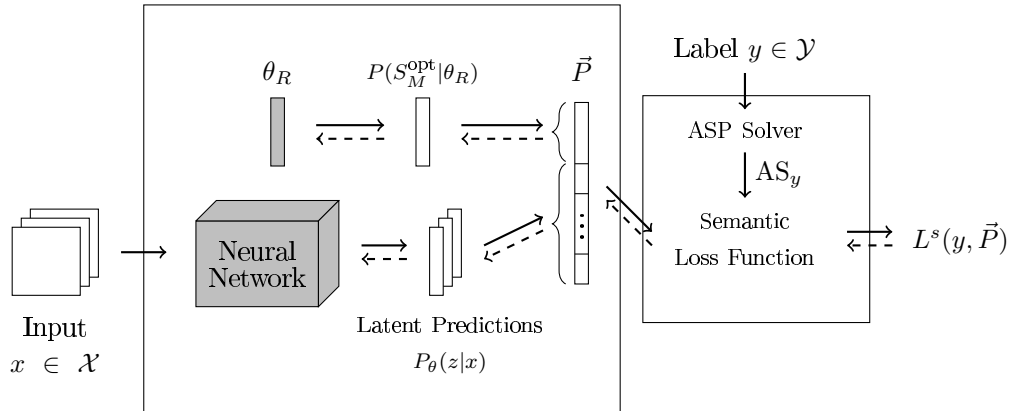 Label y ∈ 𝒴
θ_R
P(S_M^opt|θ_R)
P⃗
ASP Solver
AS_y
Neural
Network
Semantic
Loss Function
L^s(y, P⃗)
Input
x ∈ 𝒳
Latent Predictions
P_θ(z|x)